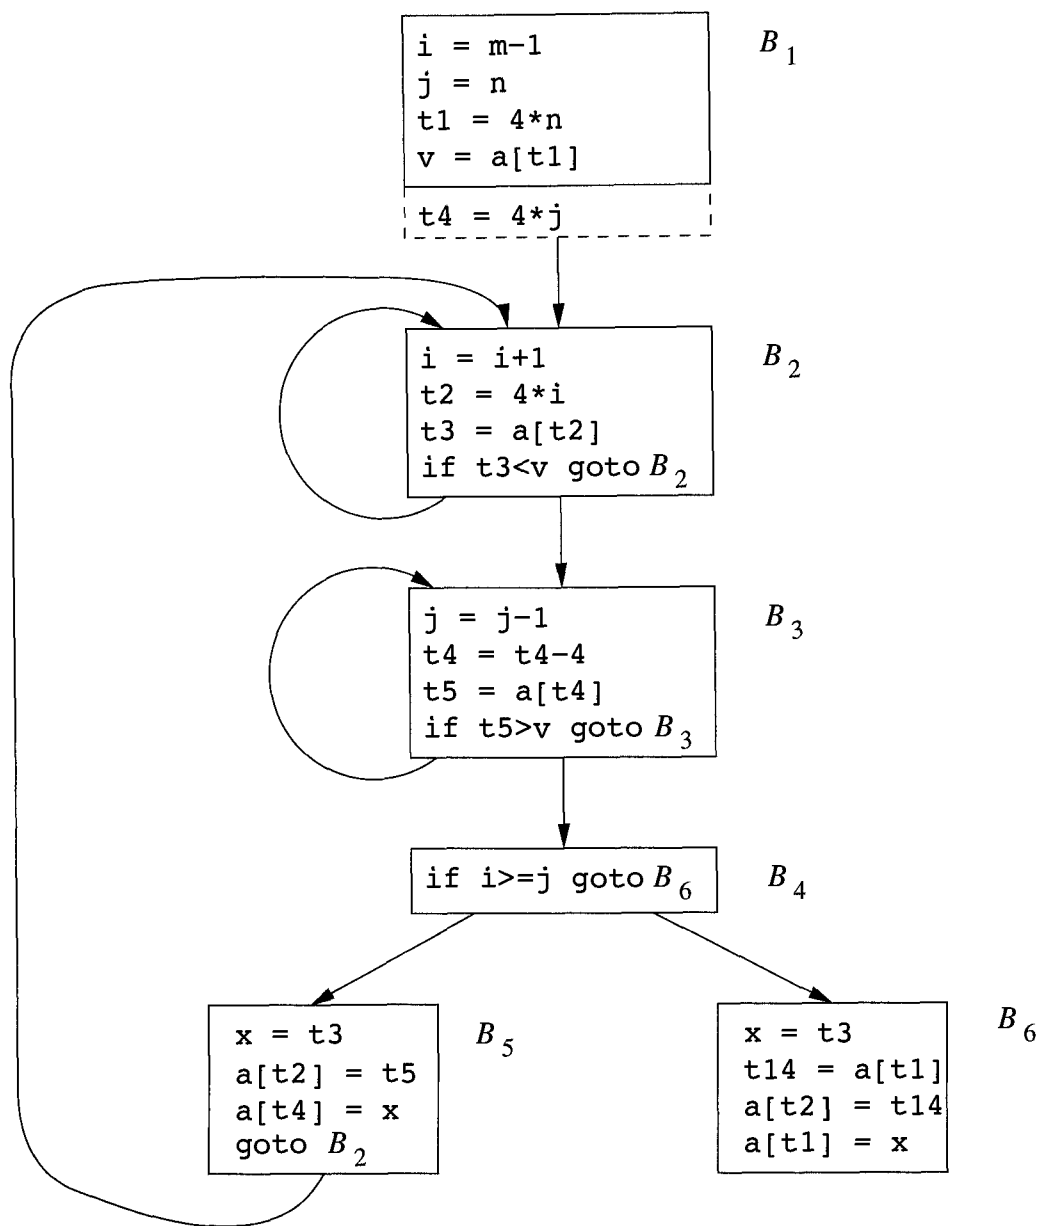 i = m-1
B1
j = n
t1 = 4*n
v = a[t1]
t4 = 4*j
i = i+1
B2
t2 = 4*i
t3 = a[t2]
if t3<v goto B2
j = j-1
B3
t4 = t4-4
t5 = a[t4]
if t5>v goto B3
if i>=j goto B6
B4
x = t3
B5
a[t2] = t5
a[t4] = x
goto B2
x = t3
B6
t14 = a[t1]
a[t2] = t14
a[t1] = x